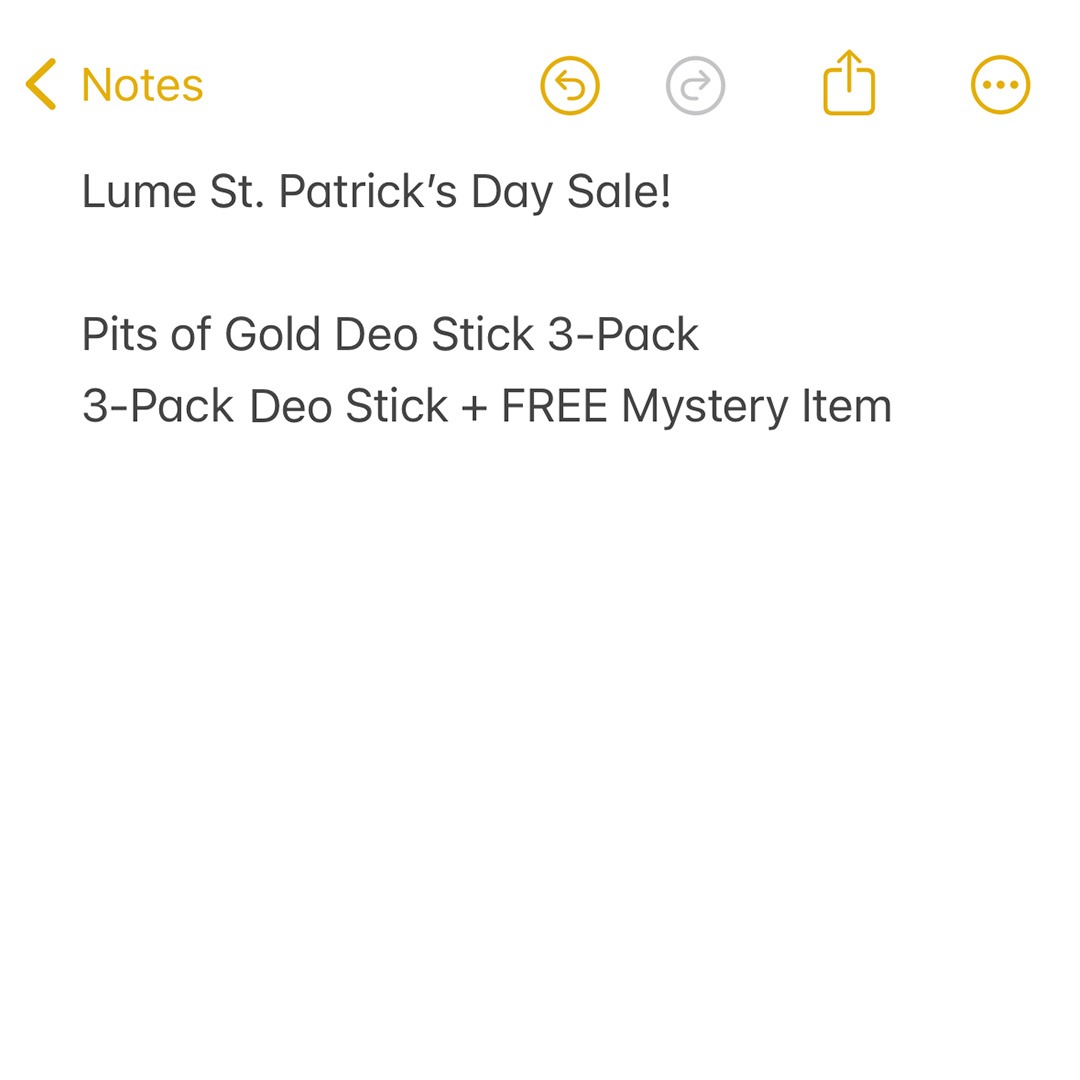 Notes
Lume St. Patrick’s Day Sale!
Pits of Gold Deo Stick 3-Pack
3-Pack Deo Stick + FREE Mystery Item